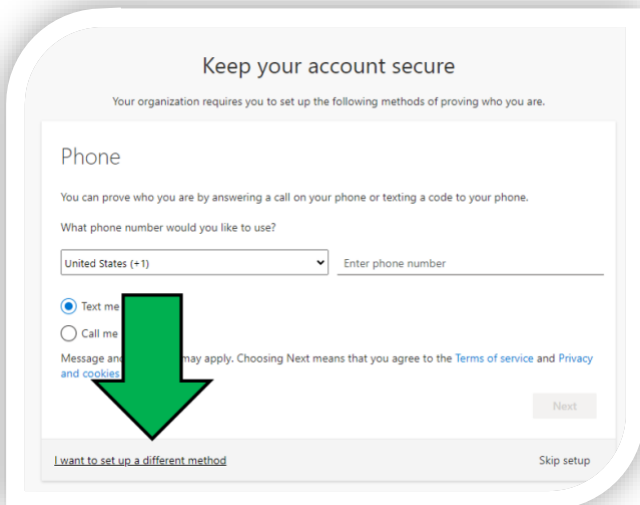 Keep your account secure
Your organization requires you to set up the following methods of proving who you are.
Phone
You can prove who you are by answering a call on your phone or texting a code to your phone.
What phone number would you like to use?
United States (+1) Enter phone number
Text me
Call me
Message and may apply. Choosing Next means that you agree to the Terms of service and Privacy
and cookies
Next
I want to set up a different method Skip setup